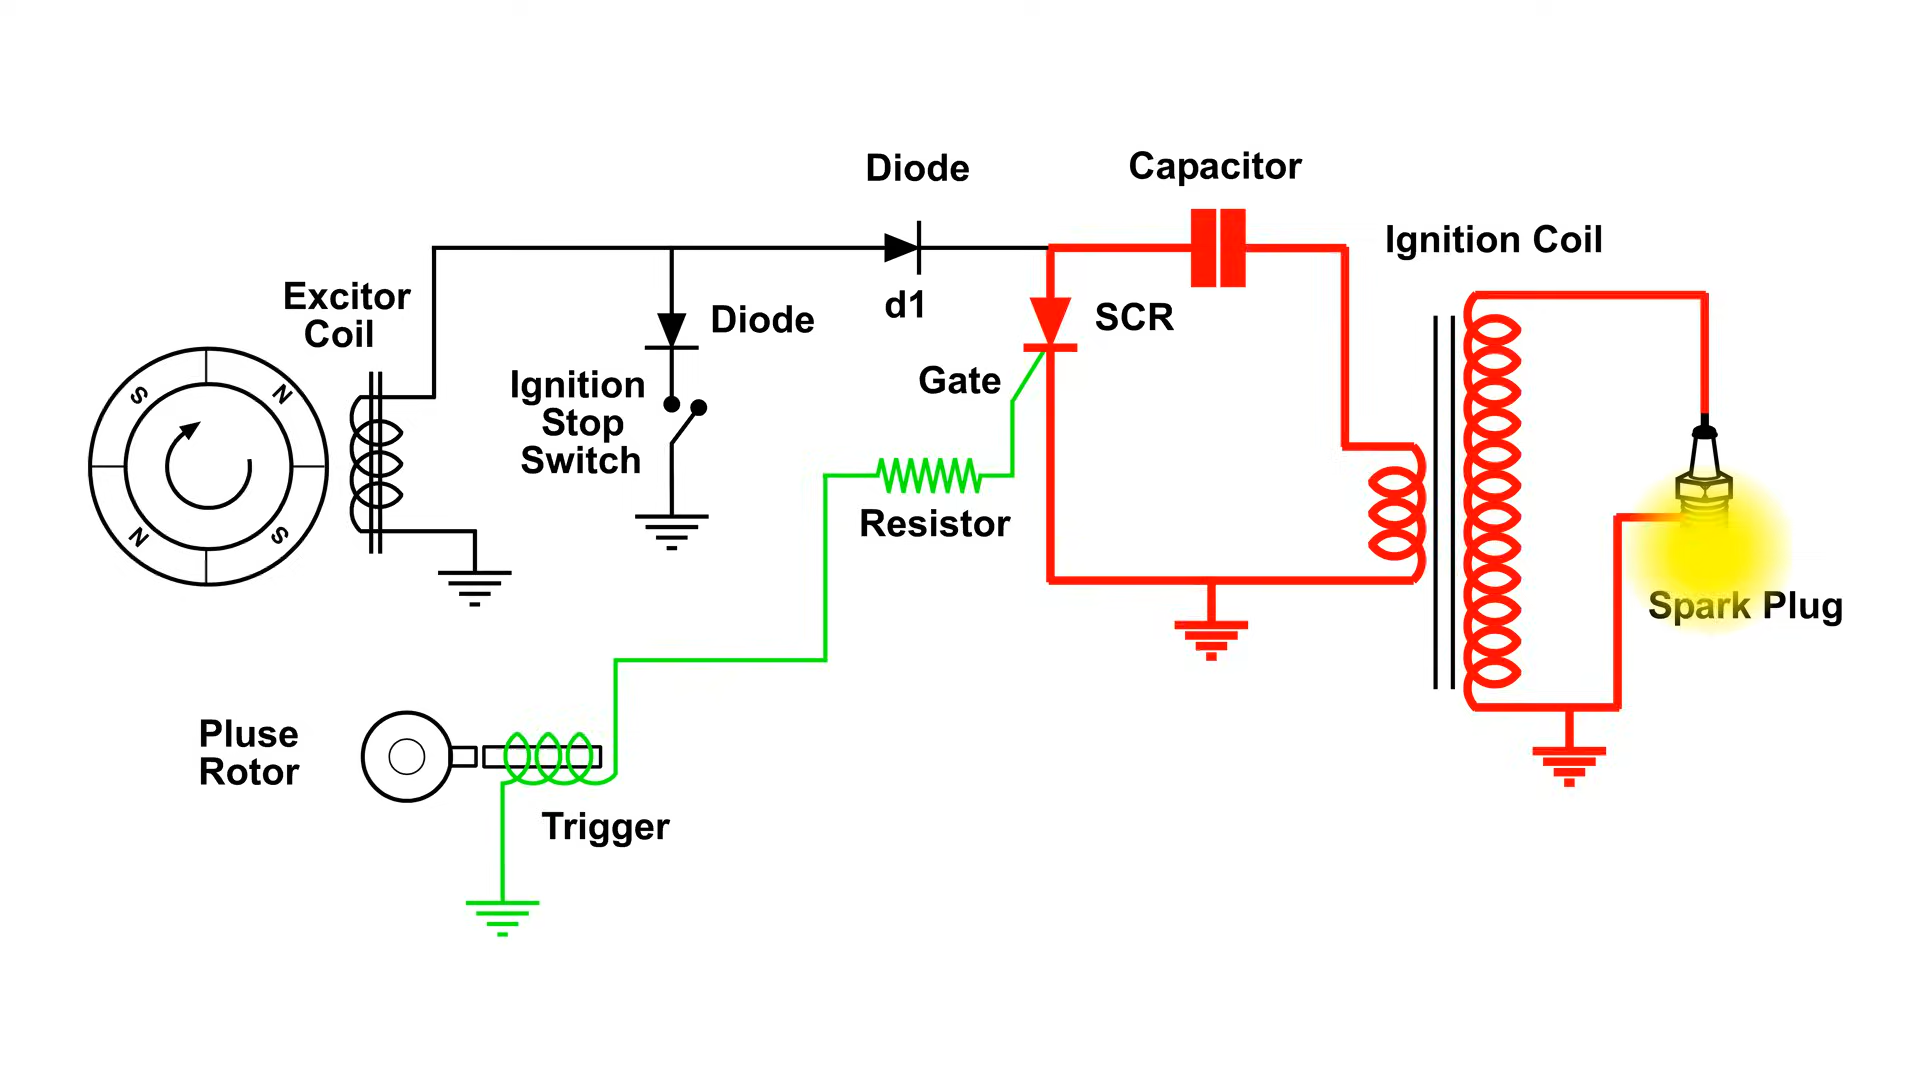 Diode
Capacitor
Ignition Coil
Excitor
Coil
d1
Diode
SCR
Ignition
Stop
Switch
Gate
S
N
N
S
Resistor
Spark Plug
Pluse
Rotor
Trigger